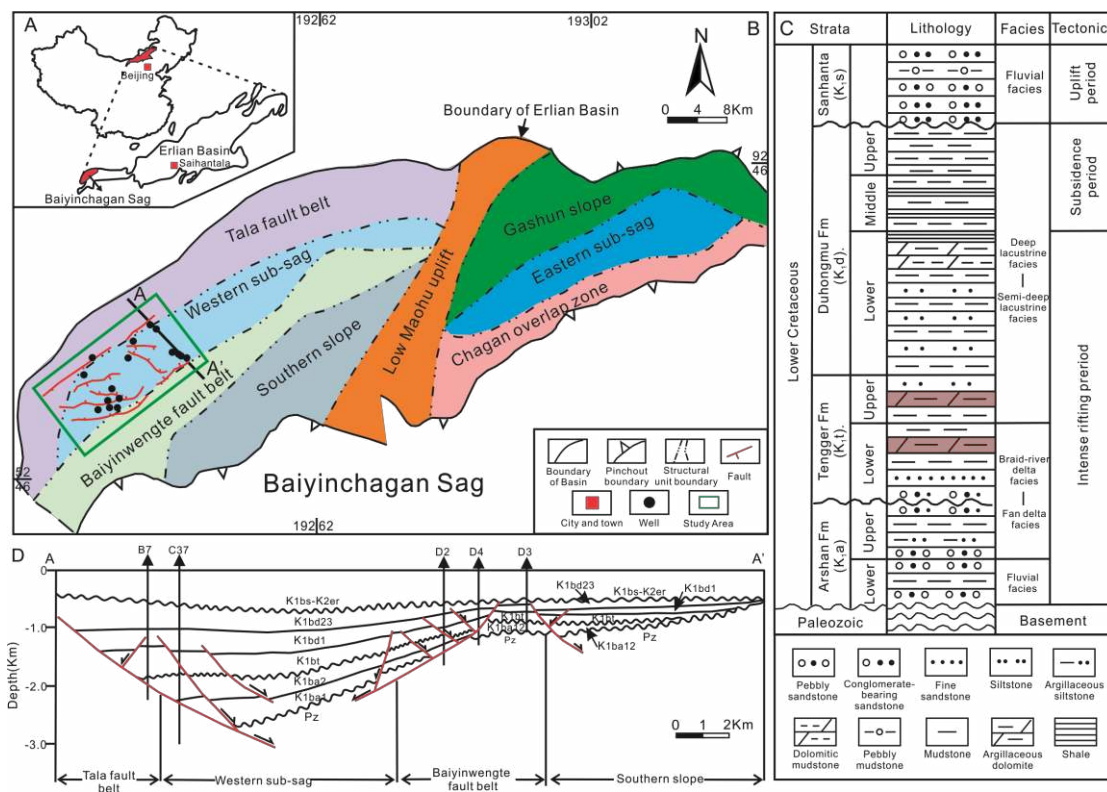 A
192 62
193 02
B
N
0 4 8Km
Beijing
Erlian Basin
Saihantala
Baiyinchagan Sag
Boundary of Erlian Basin
92
46
Tala fault belt
Western sub-sag
Gashun slope
Eastern sub-sag
Low Maohu uplift
Chagan overlap zone
Southern slope
Baiyinwengte fault belt
A
A'
52
46
Baiyinchagan Sag
192 62
Boundary
of Basin
Pinchout
boundary
Structural
unit boundary
Fault
City and town
Well
Study Area
C
Strata
Lithology
Facies
Tectonic
Lower Cretaceous
Saihanta
(K,s)
Fluvial
facies
Uplift
period
Duhongmu Fm
(K,d).
Upper
Middle
Lower
Subsidence
period
Deep
lacustrine
facies
Semi-deep
lacustrine
facies
Tengger Fm
(K,t).
Upper
Lower
Braid-river
delta
facies
Fan delta
facies
Intense rifting preriod
Arshan Fm
(K,a)
Upper
Lower
Fluvial
facies
Paleozoic
Basement
Pebbly
sandstone
Conglomerate-
bearing
sandstone
Fine
sandstone
Siltstone
Argillaceous
siltstone
Dolomitic
mudstone
Pebbly
mudstone
Mudstone
Argillaceous
dolomite
Shale
D
A
B7
C37
D2
D4
D3
A'
0
-1.0
-2.0
-3.0
Depth(Km)
K1bs-K2er
K1bd23
K1bs-K2er
K1bd1
K1bd23
K1bd1
K1bt
K1ba2
K1ba1
Pz
K1bt
K1ba12
Pz
Pz
K1ba12
0 1 2Km
Tala fault
belt
Western sub-sag
Baiyinwengte
fault belt
Southern slope